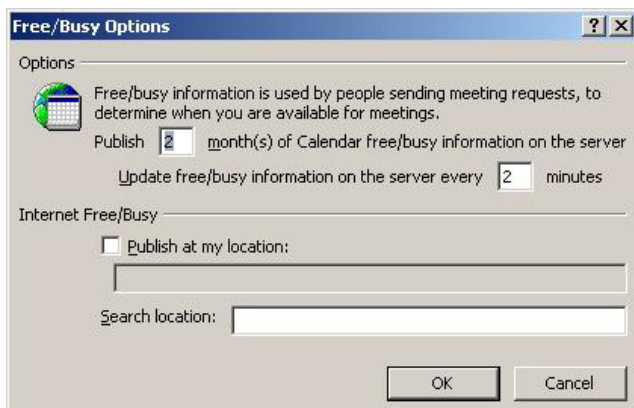 Free/Busy Options
Options
Free/busy information is used by people sending meeting requests, to
determine when you are available for meetings.
Publish 2 month(s) of Calendar free/busy information on the server
Update free/busy information on the server every 2 minutes
Internet Free/Busy
Publish at my location:
Search location:
OK Cancel